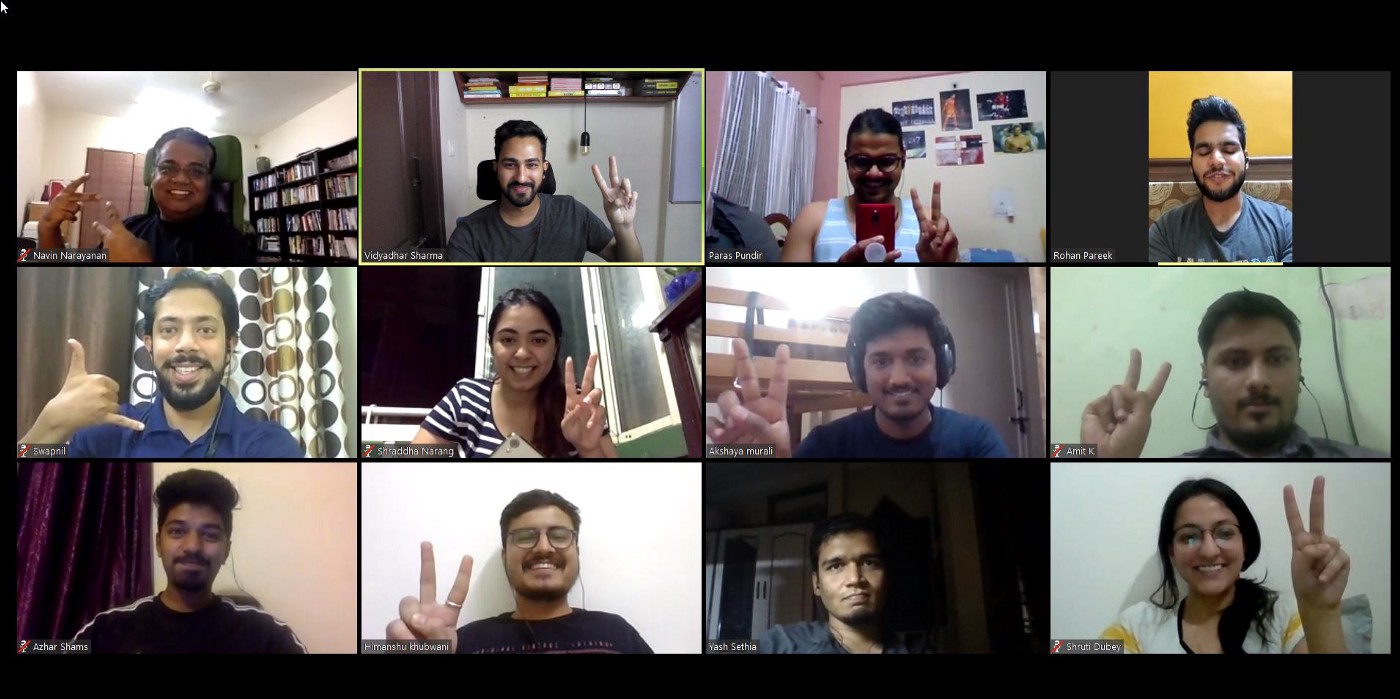 Navin Narayanan
Vidyadhar Sharma
Paras Pundir
Rohan Pareek
Swapnil
Shraddha Narang
Akshaya murali
Amit K
Azhar Shams
Himanshu khubwani
Yash Sethia
Shruti Dubey